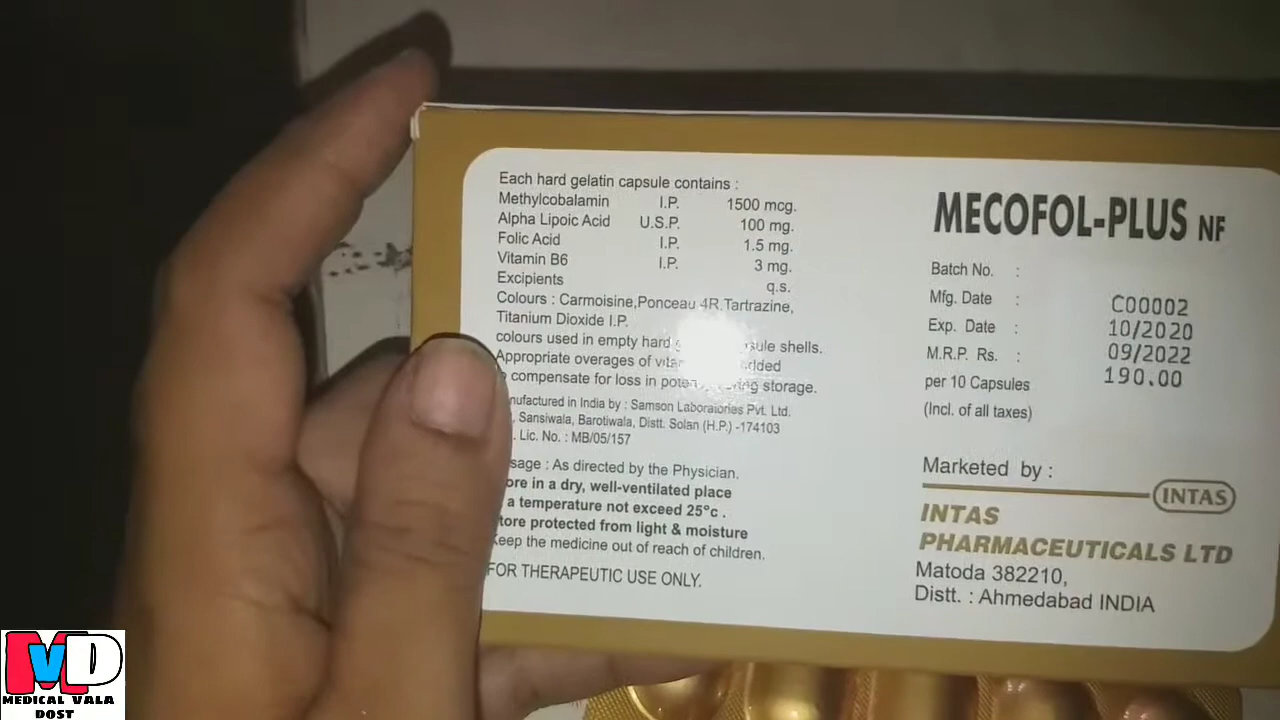 Each hard gelatin capsule contains :
Methylcobalamin I.P. 1500 mcg.
Alpha Lipoic Acid U.S.P. 100 mg.
Folic Acid I.P. 1.5 mg.
Vitamin B6 I.P. 3 mg.
Excipients q.s.
Colours : Carmoisine,Ponceau 4R,Tartrazine,
Titanium Dioxide I.P.
colours used in empty hard shells.
Appropriate overages of
compensate for loss in storage.
by : Samson Laboratories Pvt. Ltd.
Sansiwala, Barotiwala, Distt. Solan (H.P.) -174103
Lic. No. : MB/05/157
: As directed by the Physician.
in a dry, well-ventilated place
a temperature not exceed 25°c .
protected from light & moisture
Keep the medicine out of reach of children.
FOR THERAPEUTIC USE ONLY.
MECOFOL-PLUS NF
Batch No. :
Mfg. Date : C00002
Exp. Date : 10/2020
M.R.P. Rs. : 09/2022
per 10 Capsules 190.00
(Incl. of all taxes)
Marketed by :
INTAS
INTAS
PHARMACEUTICALS LTD
Matoda 382210,
Distt. : Ahmedabad INDIA
MVD
MEDICAL VALA
DOST